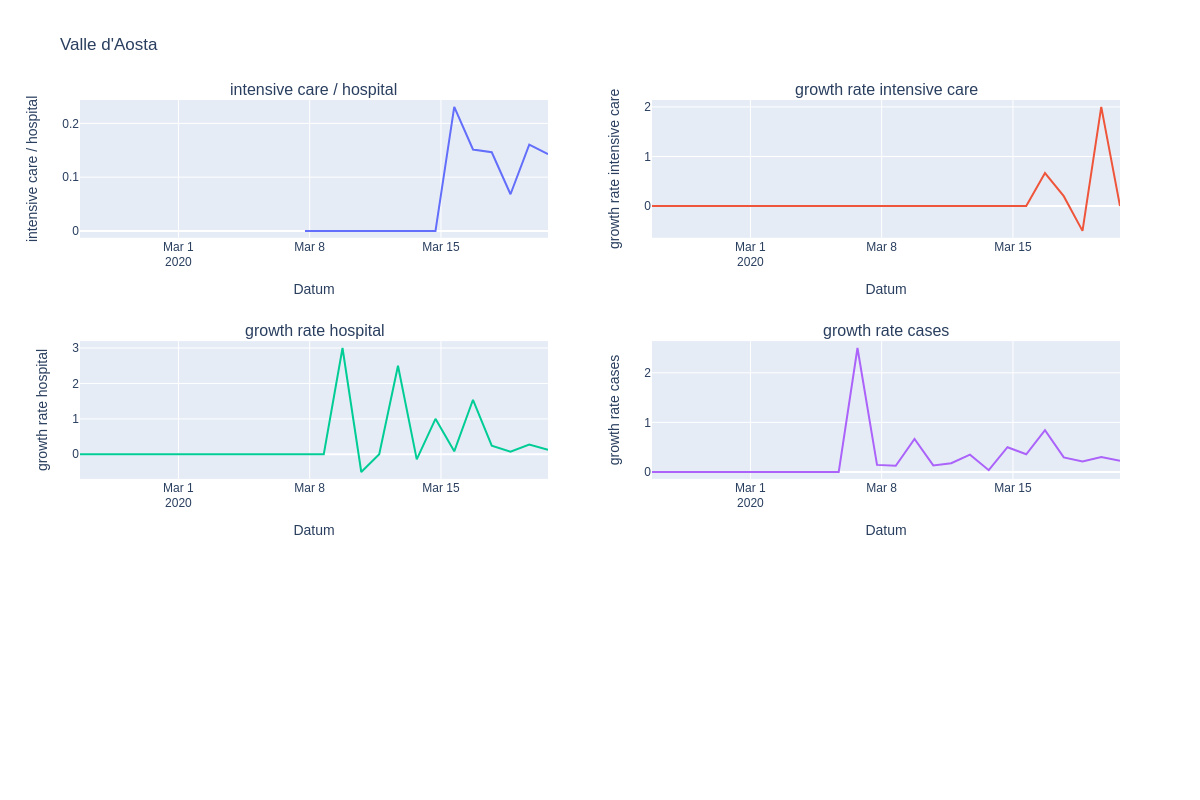 Valle d'Aosta
intensive care / hospital
intensive care / hospital
0.2
0.1
0
Mar 1
2020
Mar 8
Mar 15
Datum
growth rate intensive care
growth rate intensive care
2
1
0
Mar 1
2020
Mar 8
Mar 15
Datum
growth rate hospital
growth rate hospital
3
2
1
0
Mar 1
2020
Mar 8
Mar 15
Datum
growth rate cases
growth rate cases
2
1
0
Mar 1
2020
Mar 8
Mar 15
Datum